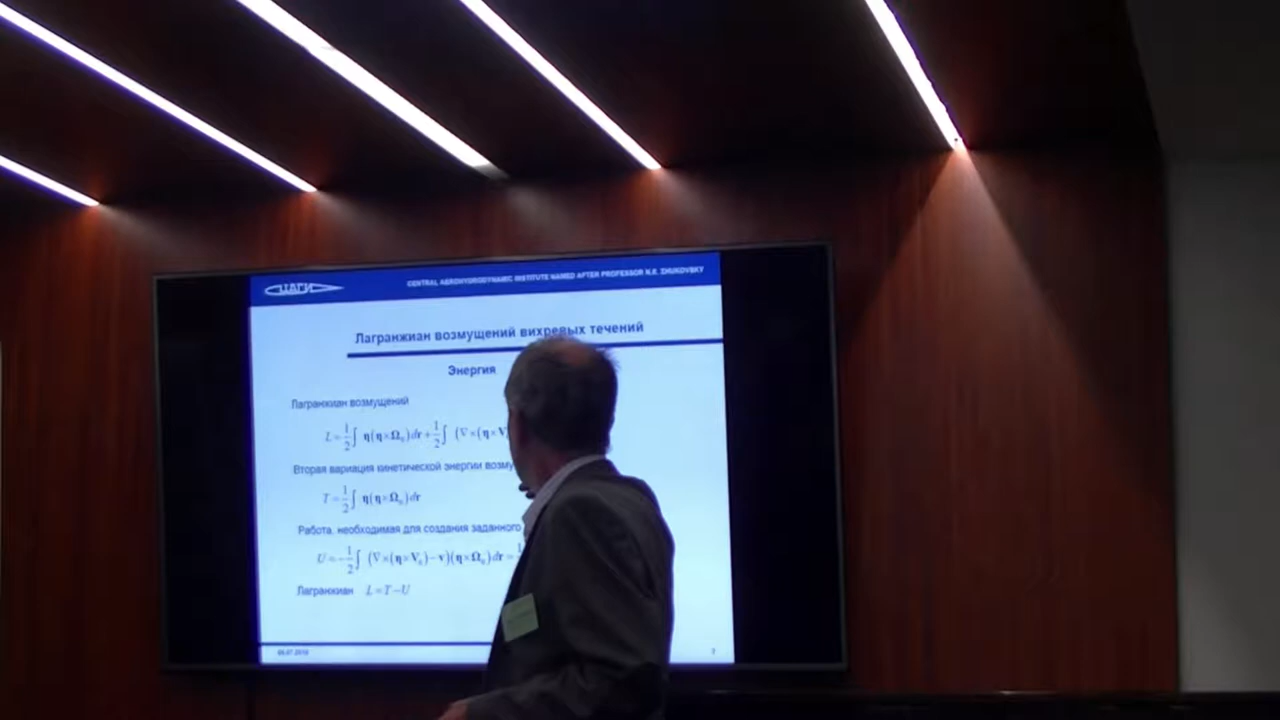 ЦАГИ
CENTRAL AEROHYDRODYNAMIC INSTITUTE NAMED AFTER PROFESSOR N.E. ZHUKOVSKY
Лагранжиан возмущений вихревых течений
Энергия
Лагранжиан возмущений
L = 1/2 ∫ η(η×Ω₀)dr + 1/2 ∫ (∇×(η×V
Вторая вариация кинетической энергии
T = 1/2 ∫ η(η×Ω₀)dr
Работа, необходимая для создания заданного
U = -1/2 ∫ (∇×(η×V₀)-v)(η×Ω₀)dr =
Лагранжиан L = T-U
7